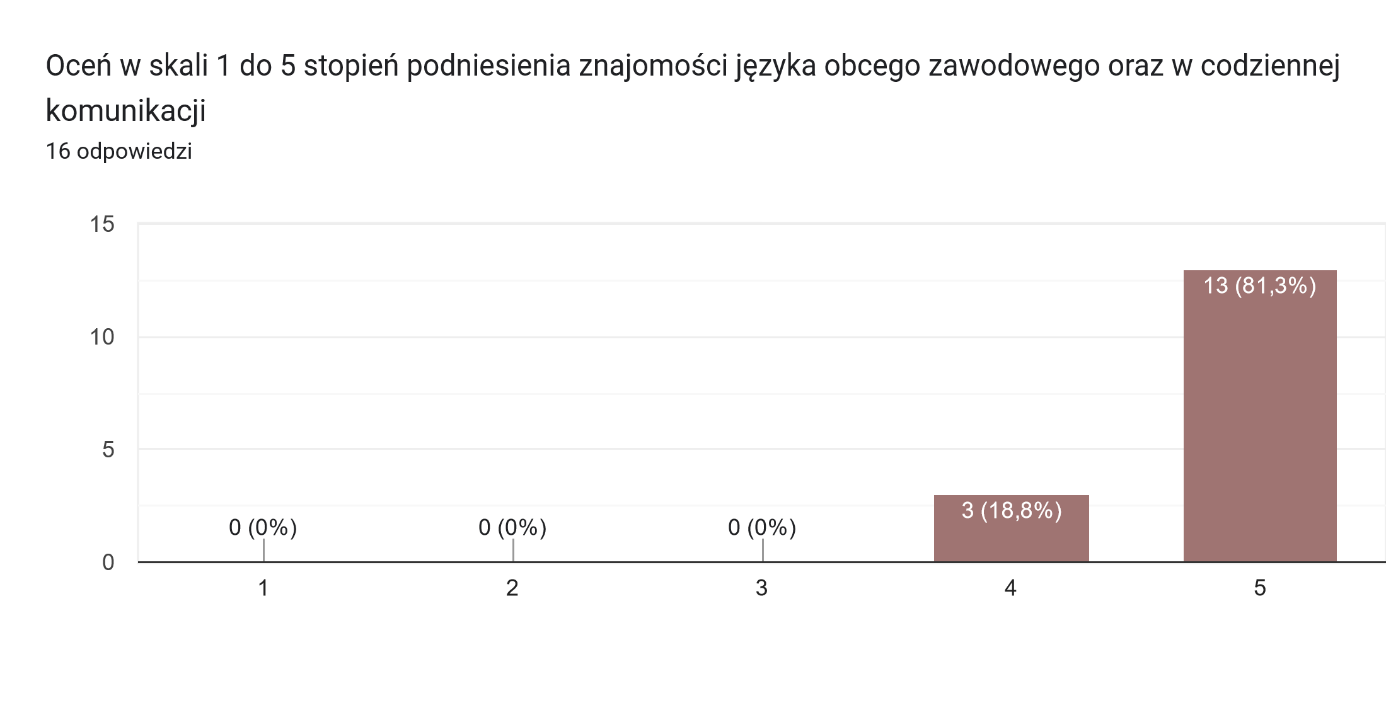 Oceń w skali 1 do 5 stopień podniesienia znajomości języka obcego zawodowego oraz w codziennej
komunikacji
16 odpowiedzi
15
13 (81,3%)
10
5
3 (18,8%)
0 (0%) 0 (0%) 0 (0%)
0
1 2 3 4 5